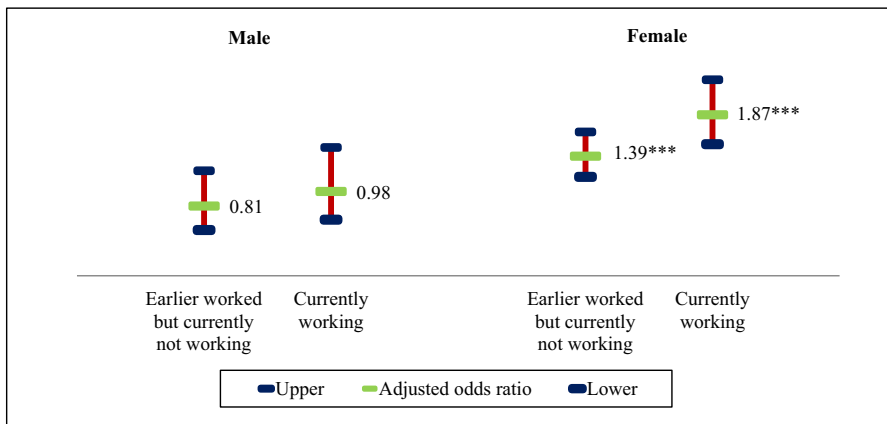 Male
Female
0.81
0.98
1.39***
1.87***
Earlier worked
but currently
not working
Currently
working
Earlier worked
but currently
not working
Currently
working
Upper
Adjusted odds ratio
Lower